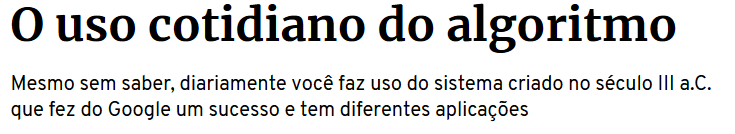 O uso cotidiano do algoritmo
Mesmo sem saber, diariamente você faz uso do sistema criado no século III a.C.
que fez do Google um sucesso e tem diferentes aplicações